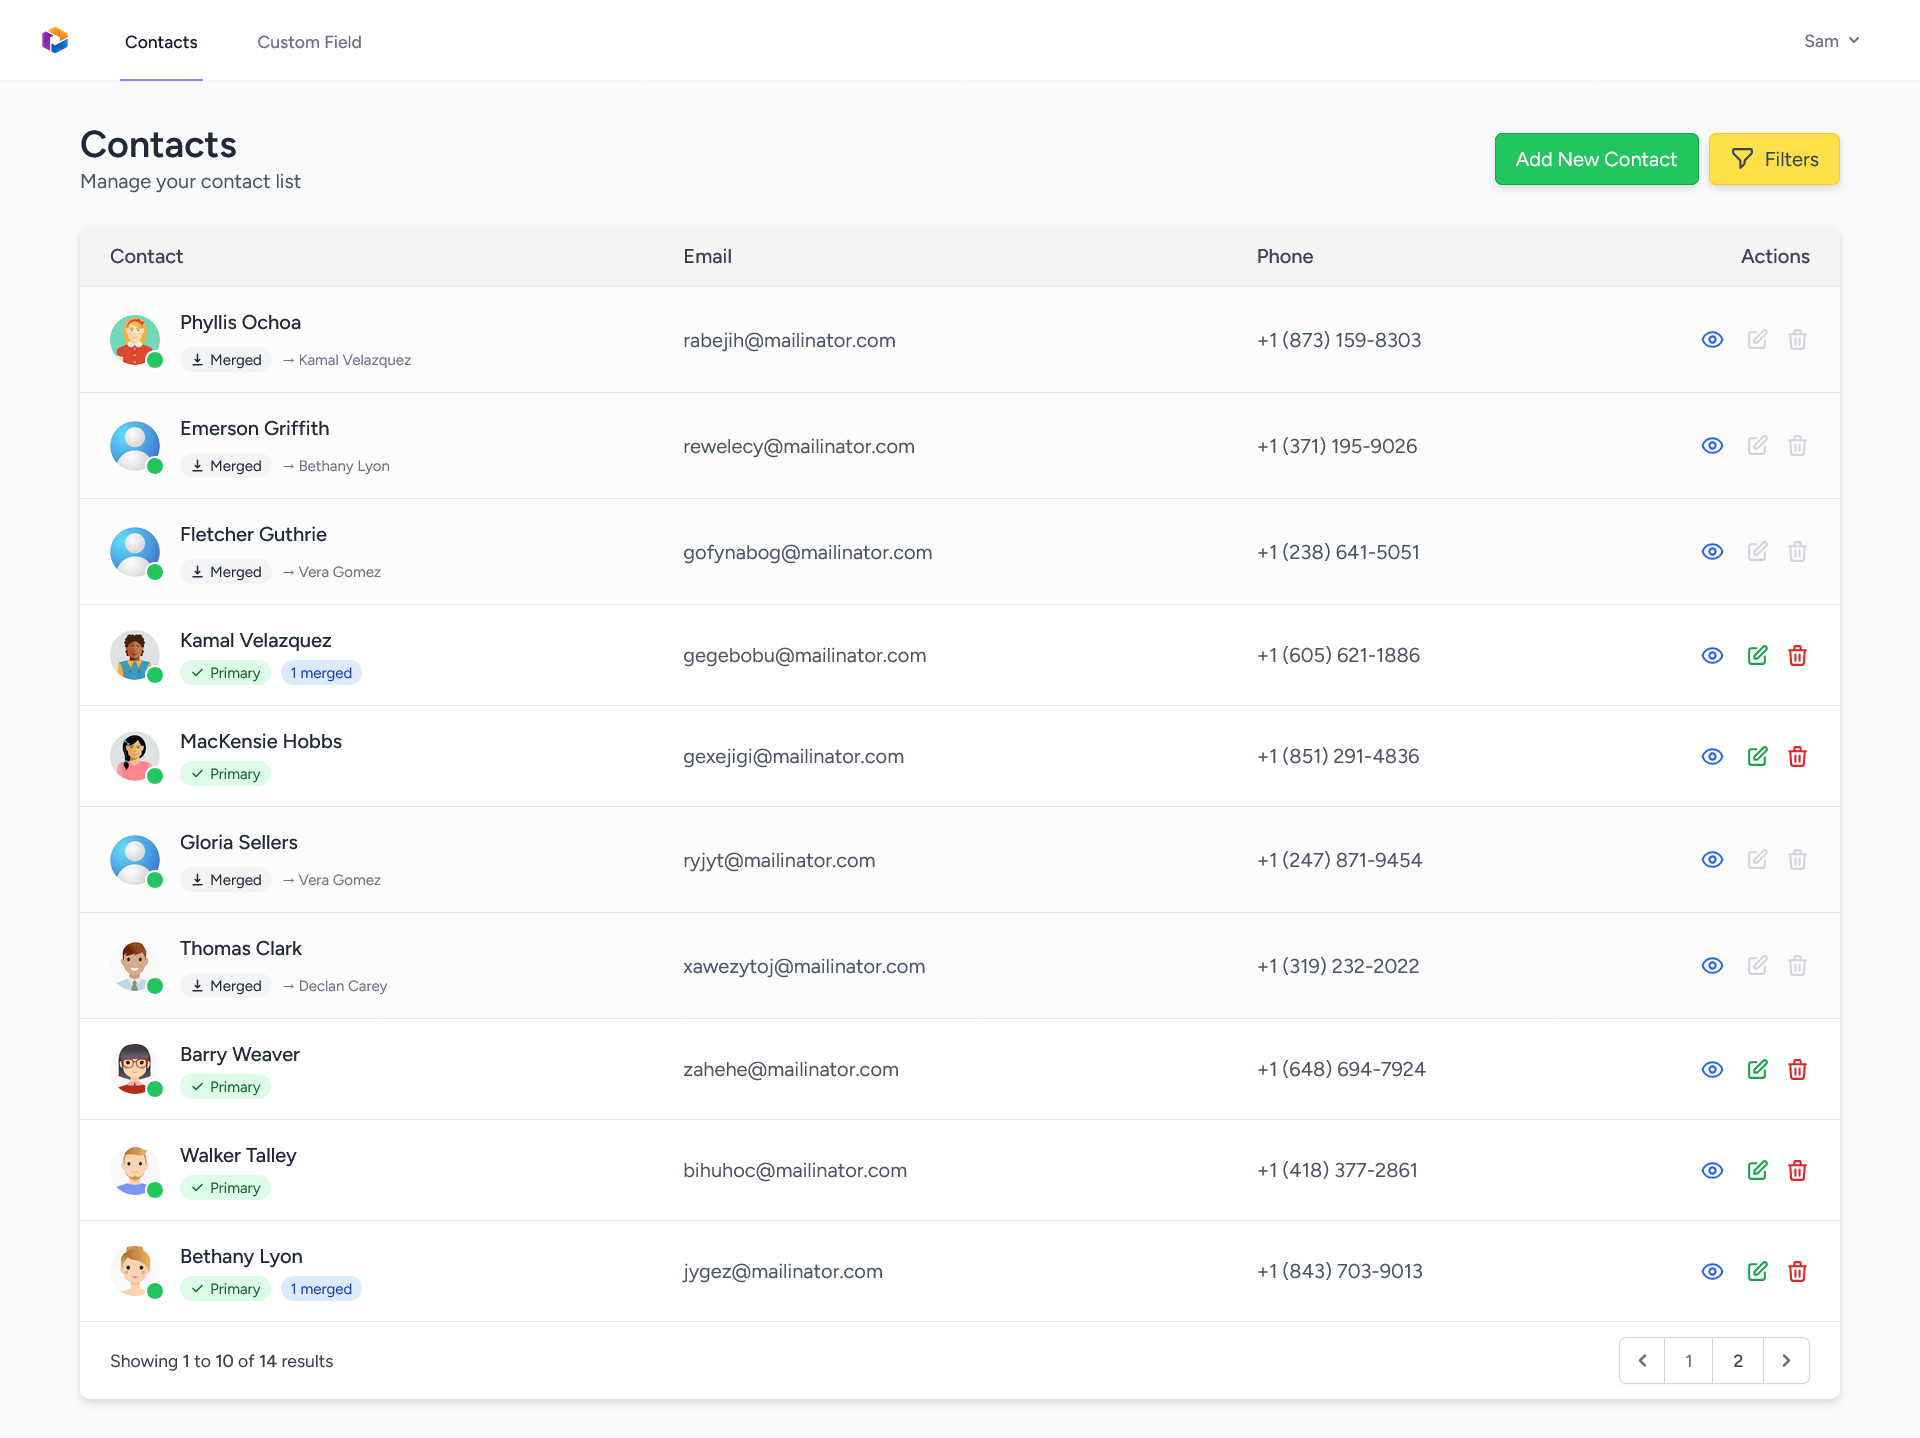 Contacts
Custom Field
Sam
Contacts
Manage your contact list
Add New Contact
Filters
Contact Email Phone Actions
Phyllis Ochoa
Merged → Kamal Velazquez
rabejih@mailinator.com
+1 (873) 159-8303
Emerson Griffith
Merged → Bethany Lyon
rewelecy@mailinator.com
+1 (371) 195-9026
Fletcher Guthrie
Merged → Vera Gomez
gofynabog@mailinator.com
+1 (238) 641-5051
Kamal Velazquez
Primary 1 merged
gegebobu@mailinator.com
+1 (605) 621-1886
MacKensie Hobbs
Primary
gexejigi@mailinator.com
+1 (851) 291-4836
Gloria Sellers
Merged → Vera Gomez
ryjyt@mailinator.com
+1 (247) 871-9454
Thomas Clark
Merged → Declan Carey
xawezytoj@mailinator.com
+1 (319) 232-2022
Barry Weaver
Primary
zahehe@mailinator.com
+1 (648) 694-7924
Walker Talley
Primary
bihuhoc@mailinator.com
+1 (418) 377-2861
Bethany Lyon
Primary 1 merged
jygez@mailinator.com
+1 (843) 703-9013
Showing 1 to 10 of 14 results
1 2